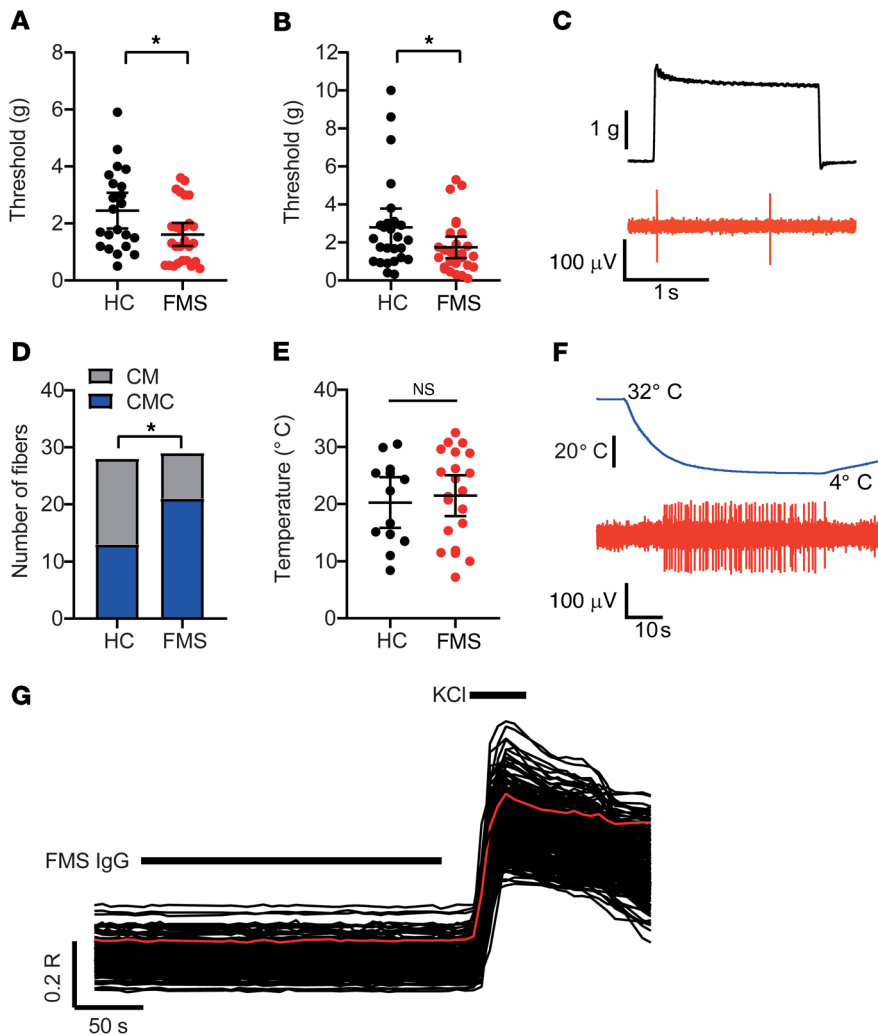 A
Threshold (g)
8
6
4
2
0
*
HC
FMS
B
Threshold (g)
12
10
8
6
4
2
0
*
HC
FMS
C
1 g
100 μV
1 s
D
CM
CMC
Number of fibers
40
30
20
10
0
*
HC
FMS
E
Temperature (° C)
40
30
20
10
0
NS
HC
FMS
F
32° C
20° C
4° C
100 μV
10 s
G
KCl
FMS IgG
0.2 R
50 s